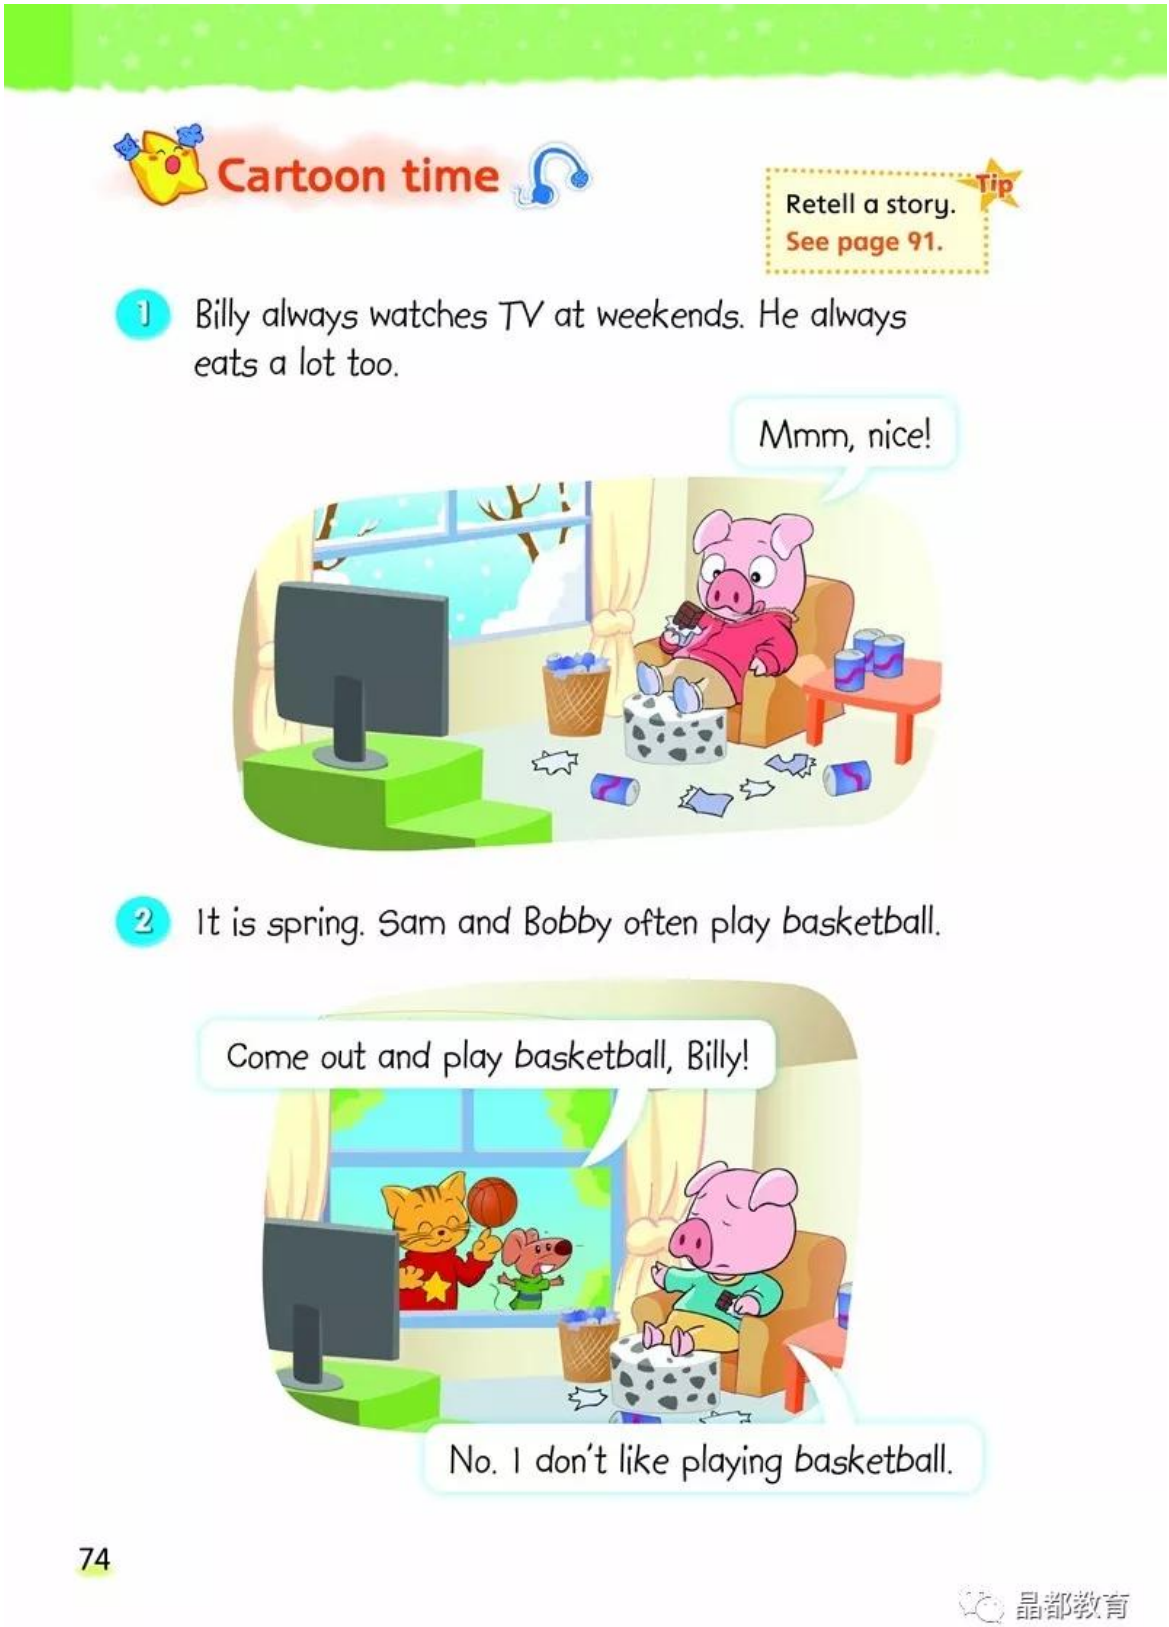 Cartoon time
Tip
Retell a story.
See page 91.
1 Billy always watches TV at weekends. He always
eats a lot too.
Mmm, nice!
2 It is spring. Sam and Bobby often play basketball.
Come out and play basketball, Billy!
No. I don't like playing basketball.
74
晶都教育